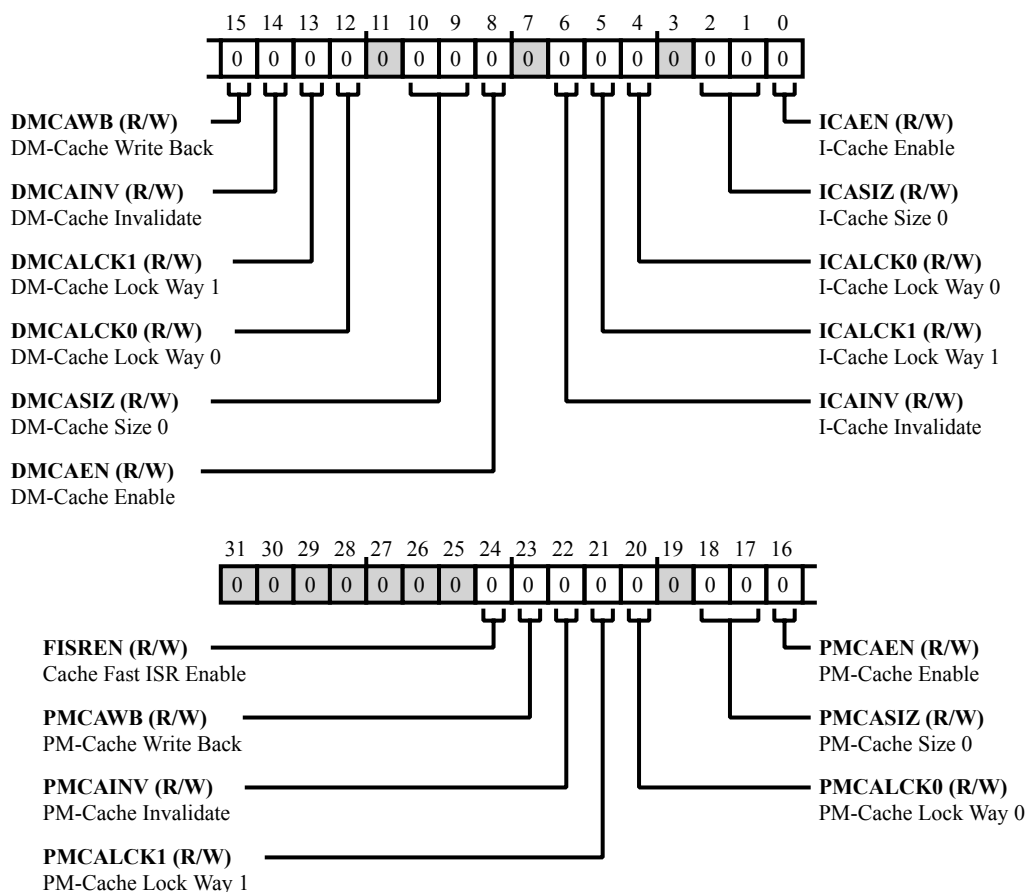 15 14 13 12 11 10 9 8 7 6 5 4 3 2 1 0
0 0 0 0 0 0 0 0 0 0 0 0 0 0 0 0
DMCAWB (R/W)
DM-Cache Write Back
DMCAINV (R/W)
DM-Cache Invalidate
DMCALCK1 (R/W)
DM-Cache Lock Way 1
DMCALCK0 (R/W)
DM-Cache Lock Way 0
DMCASIZ (R/W)
DM-Cache Size 0
DMCAEN (R/W)
DM-Cache Enable
ICAEN (R/W)
I-Cache Enable
ICASIZ (R/W)
I-Cache Size 0
ICALCK0 (R/W)
I-Cache Lock Way 0
ICALCK1 (R/W)
I-Cache Lock Way 1
ICAINV (R/W)
I-Cache Invalidate
31 30 29 28 27 26 25 24 23 22 21 20 19 18 17 16
0 0 0 0 0 0 0 0 0 0 0 0 0 0 0 0
FISREN (R/W)
Cache Fast ISR Enable
PMCAWB (R/W)
PM-Cache Write Back
PMCAINV (R/W)
PM-Cache Invalidate
PMCALCK1 (R/W)
PM-Cache Lock Way 1
PMCAEN (R/W)
PM-Cache Enable
PMCASIZ (R/W)
PM-Cache Size 0
PMCALCK0 (R/W)
PM-Cache Lock Way 0